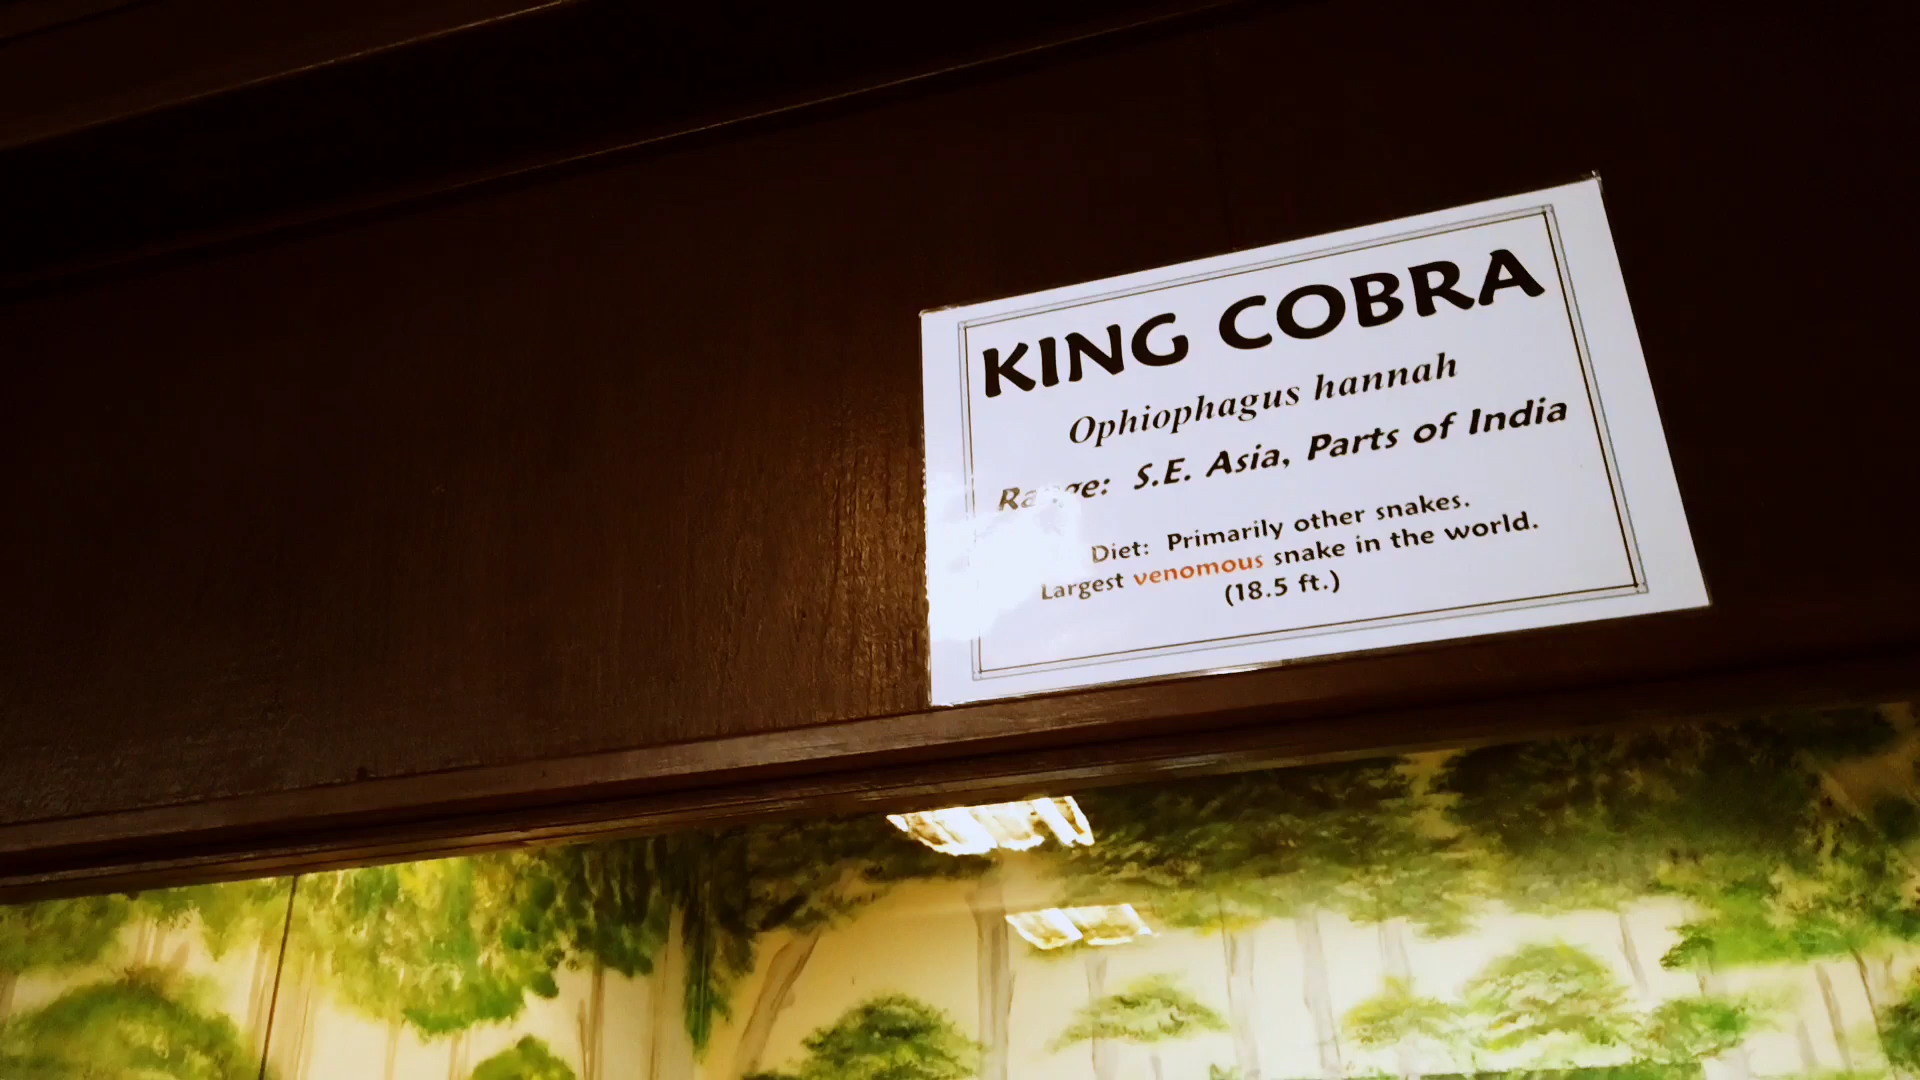 KING COBRA
Ophiophagus hannah
Range: S.E. Asia, Parts of India
Diet: Primarily other snakes.
Largest venomous snake in the world.
(18.5 ft.)